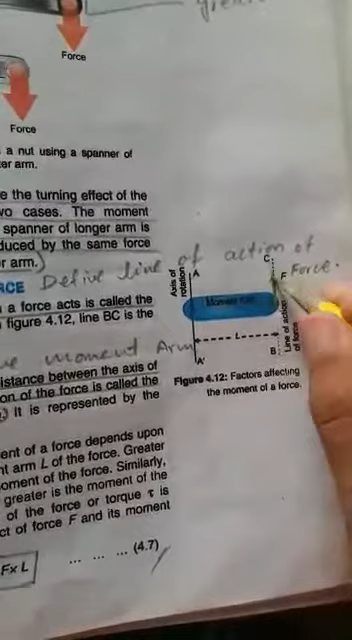 Force
Force
a nut using a spanner of
er arm.
e the turning effect of the
wo cases. The moment
spanner of longer arm is
duced by the same force
r arm.)
RCE Define line of action of
Force.
a force acts is called the
figure 4.12, line BC is the
moment Arm
istance between the axis of
on of the force is called the
It is represented by the
Axis of
rotation
A
C
F
L
Line of action
of force
B
A'
Figure 4.12: Factors affecting
the moment of a force.
ent of a force depends upon
nt arm L of the force. Greater
oment of the force. Similarly,
greater is the moment of the
of the force or torque τ is
ct of force F and its moment
F x L ... ... ... (4.7)